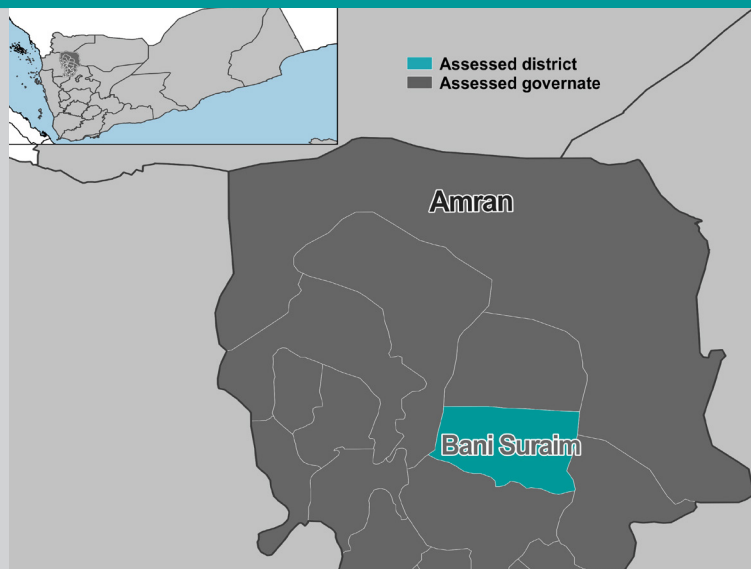 Assessed district
Assessed governate
Amran
Bani Suraim